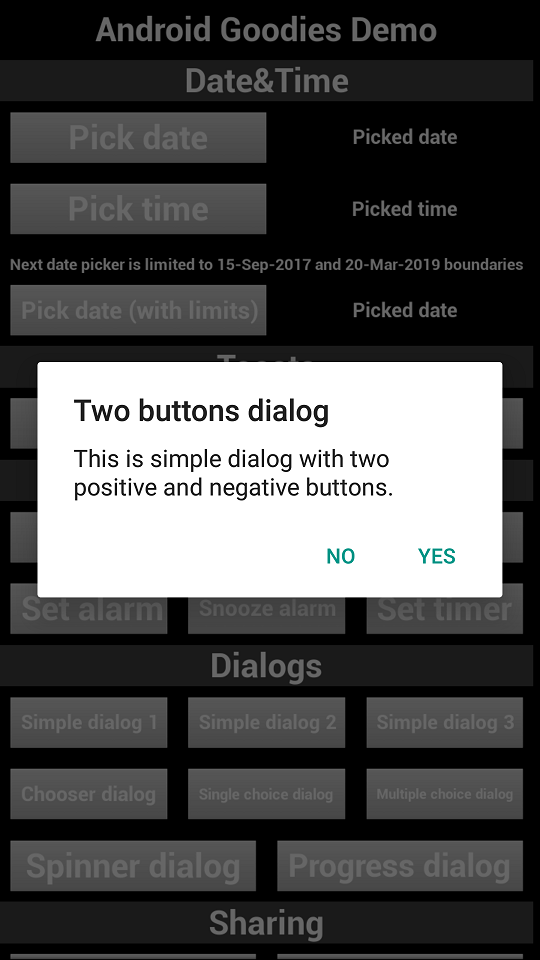 Android Goodies Demo
Date&Time
Pick date
Picked date
Pick time
Picked time
Next date picker is limited to 15-Sep-2017 and 20-Mar-2019 boundaries
Pick date (with limits)
Picked date
Two buttons dialog
This is simple dialog with two
positive and negative buttons.
NO
YES
Set alarm
Snooze alarm
Set timer
Dialogs
Simple dialog 1
Simple dialog 2
Simple dialog 3
Chooser dialog
Single choice dialog
Multiple choice dialog
Spinner dialog
Progress dialog
Sharing